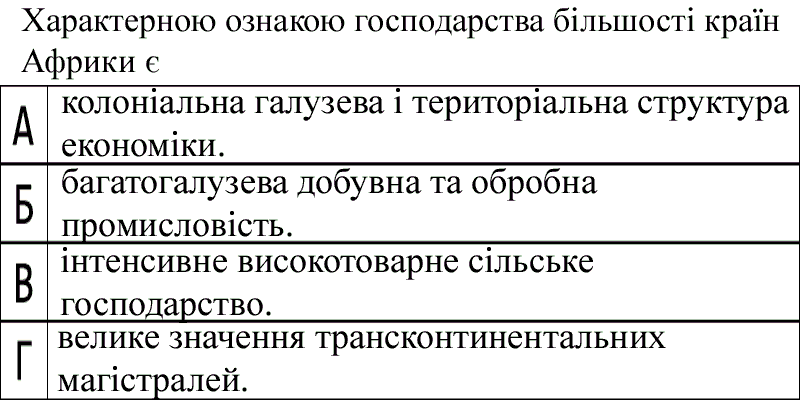 Характерною ознакою господарства більшості країн
Африки є
А колоніальна галузева і територіальна структура
економіки.
Б багатогалузева добувна та обробна
промисловість.
В інтенсивне високотоварне сільське
господарство.
Г велике значення трансконтинентальних
магістралей.